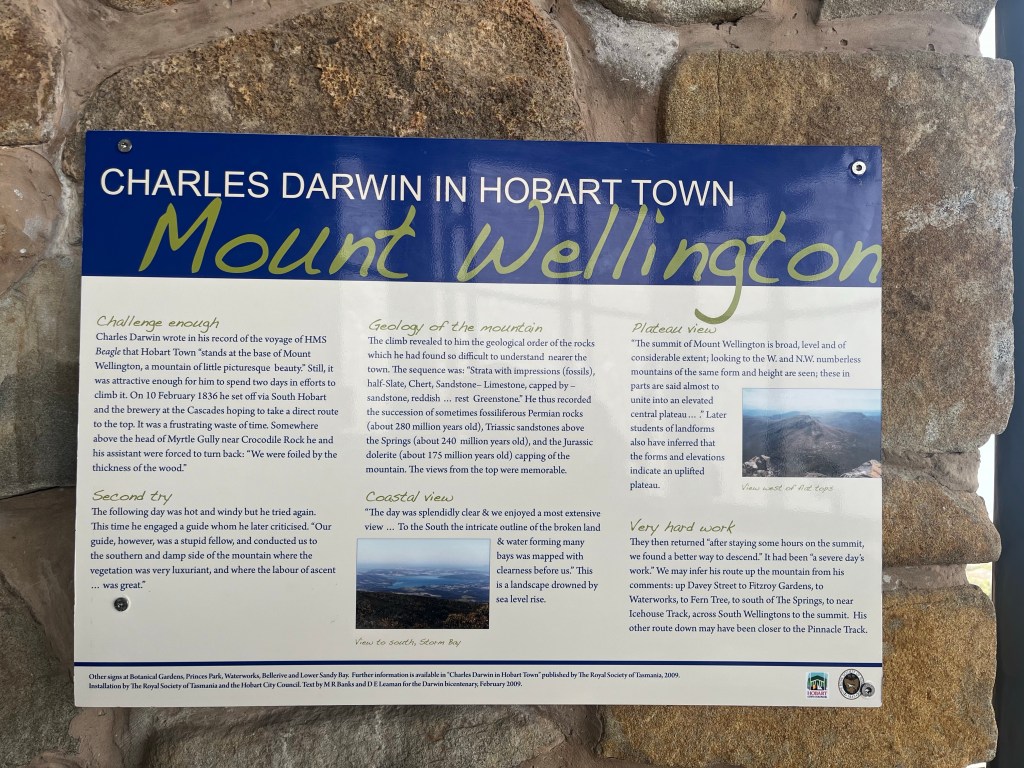 CHARLES DARWIN IN HOBART TOWN
Mount Wellington
Challenge enough
Charles Darwin wrote in his record of the voyage of HMS
Beagle that Hobart Town "stands at the base of Mount
Wellington, a mountain of little picturesque beauty." Still, it
was attractive enough for him to spend two days in efforts to
climb it. On 10 February 1836 he set off via South Hobart
and the brewery at the Cascades hoping to take a direct route
to the top. It was a frustrating waste of time. Somewhere
above the head of Myrtle Gully near Crocodile Rock he and
his assistant were forced to turn back: "We were foiled by the
thickness of the wood."
Second try
The following day was hot and windy but he tried again.
This time he engaged a guide whom he later criticised. "Our
guide, however, was a stupid fellow, and conducted us to
the southern and damp side of the mountain where the
vegetation was very luxuriant, and where the labour of ascent
... was great."
Geology of the mountain
The climb revealed to him the geological order of the rocks
which he had found so difficult to understand nearer the
town. The sequence was: "Strata with impressions (fossils),
half-Slate, Chert, Sandstone– Limestone, capped by –
sandstone, reddish ... rest Greenstone." He thus recorded
the succession of sometimes fossiliferous Permian rocks
(about 280 million years old), Triassic sandstones above
the Springs (about 240 million years old), and the Jurassic
dolerite (about 175 million years old) capping of the
mountain. The views from the top were memorable.
Coastal view
"The day was splendidly clear & we enjoyed a most extensive
view ... To the South the intricate outline of the broken land
& water forming many
bays was mapped with
clearness before us." This
is a landscape drowned by
sea level rise.
View to south, Storm Bay
Plateau view
"The summit of Mount Wellington is broad, level and of
considerable extent; looking to the W. and N.W. numberless
mountains of the same form and height are seen; these in
parts are said almost to
unite into an elevated
central plateau... ." Later
students of landforms
also have inferred that
the forms and elevations
indicate an uplifted
plateau.
View west of flat tops
Very hard work
They then returned "after staying some hours on the summit,
we found a better way to descend." It had been "a severe day's
work." We may infer his route up the mountain from his
comments: up Davey Street to Fitzroy Gardens, to
Waterworks, to Fern Tree, to south of The Springs, to near
Icehouse Track, across South Wellingtons to the summit. His
other route down may have been closer to the Pinnacle Track.
Other signs at Botanical Gardens, Princes Park, Waterworks, Bellerive and Lower Sandy Bay. Further information is available in "Charles Darwin in Hobart Town" published by The Royal Society of Tasmania, 2009.
Installation by The Royal Society of Tasmania and the Hobart City Council. Text by M R Banks and D E Leaman for the Darwin bicentenary, February 2009.
HOBART